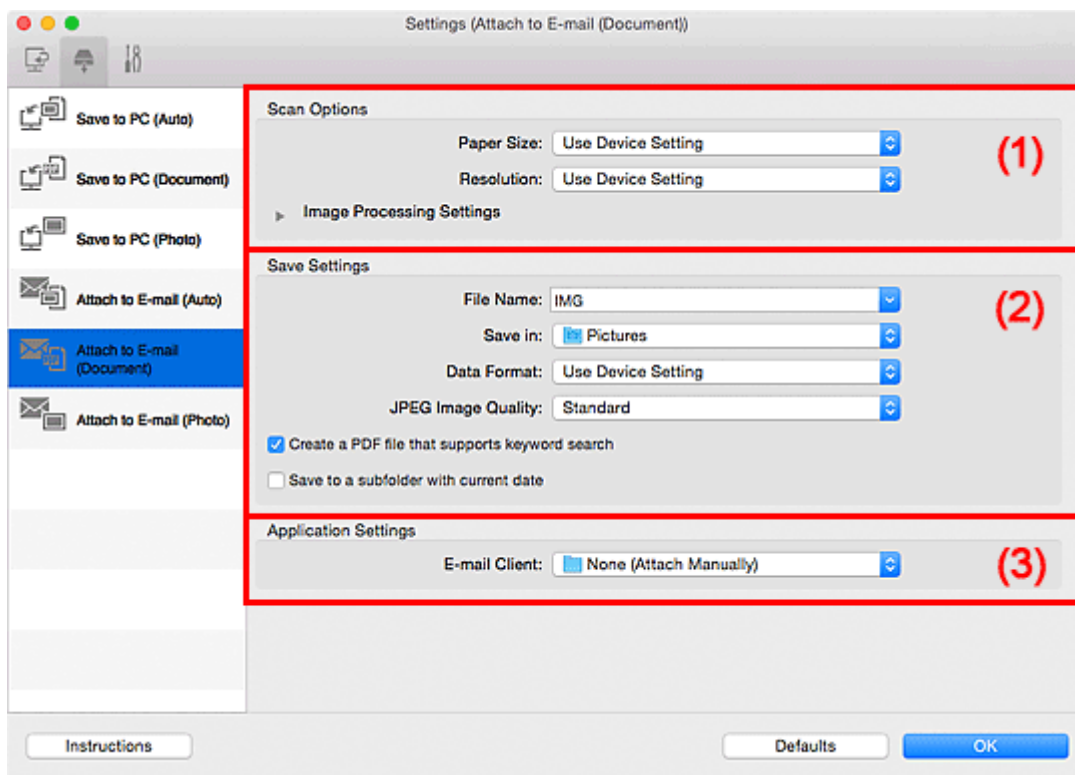 Settings (Attach to E-mail (Document))
Save to PC (Auto)
Save to PC (Document)
Save to PC (Photo)
Attach to E-mail (Auto)
Attach to E-mail
(Document)
Attach to E-mail (Photo)
Scan Options
(1)
Paper Size: Use Device Setting
Resolution: Use Device Setting
Image Processing Settings
Save Settings
(2)
File Name: IMG
Save in: Pictures
Data Format: Use Device Setting
JPEG Image Quality: Standard
Create a PDF file that supports keyword search
Save to a subfolder with current date
Application Settings
(3)
E-mail Client: None (Attach Manually)
Instructions
Defaults
OK